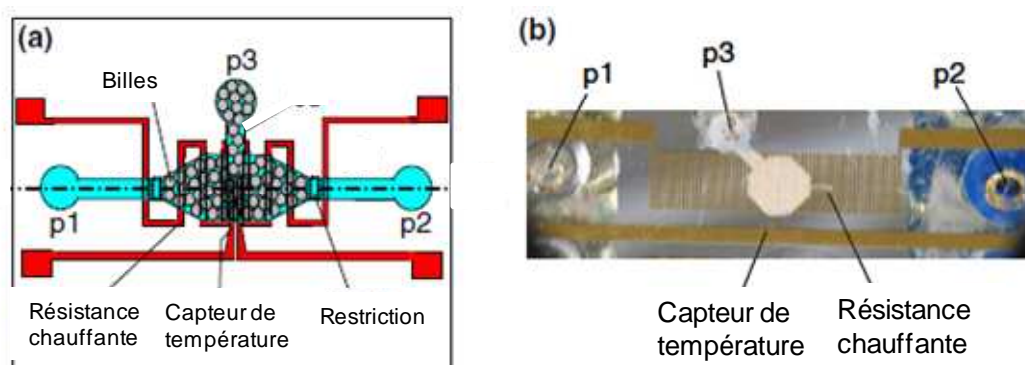 (a)
p3
Billes
p1
p2
Résistance
chauffante
Capteur de
température
Restriction
(b)
p1
p3
p2
Capteur de
température
Résistance
chauffante